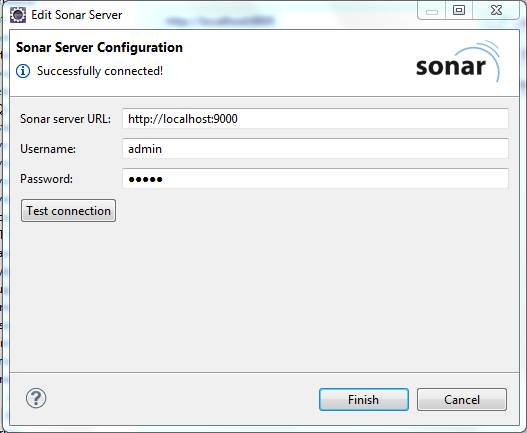 Edit Sonar Server
Sonar Server Configuration
Successfully connected!
sonar
Sonar server URL: http://localhost:9000
Username: admin
Password: ●●●●●
Test connection
?
Finish Cancel